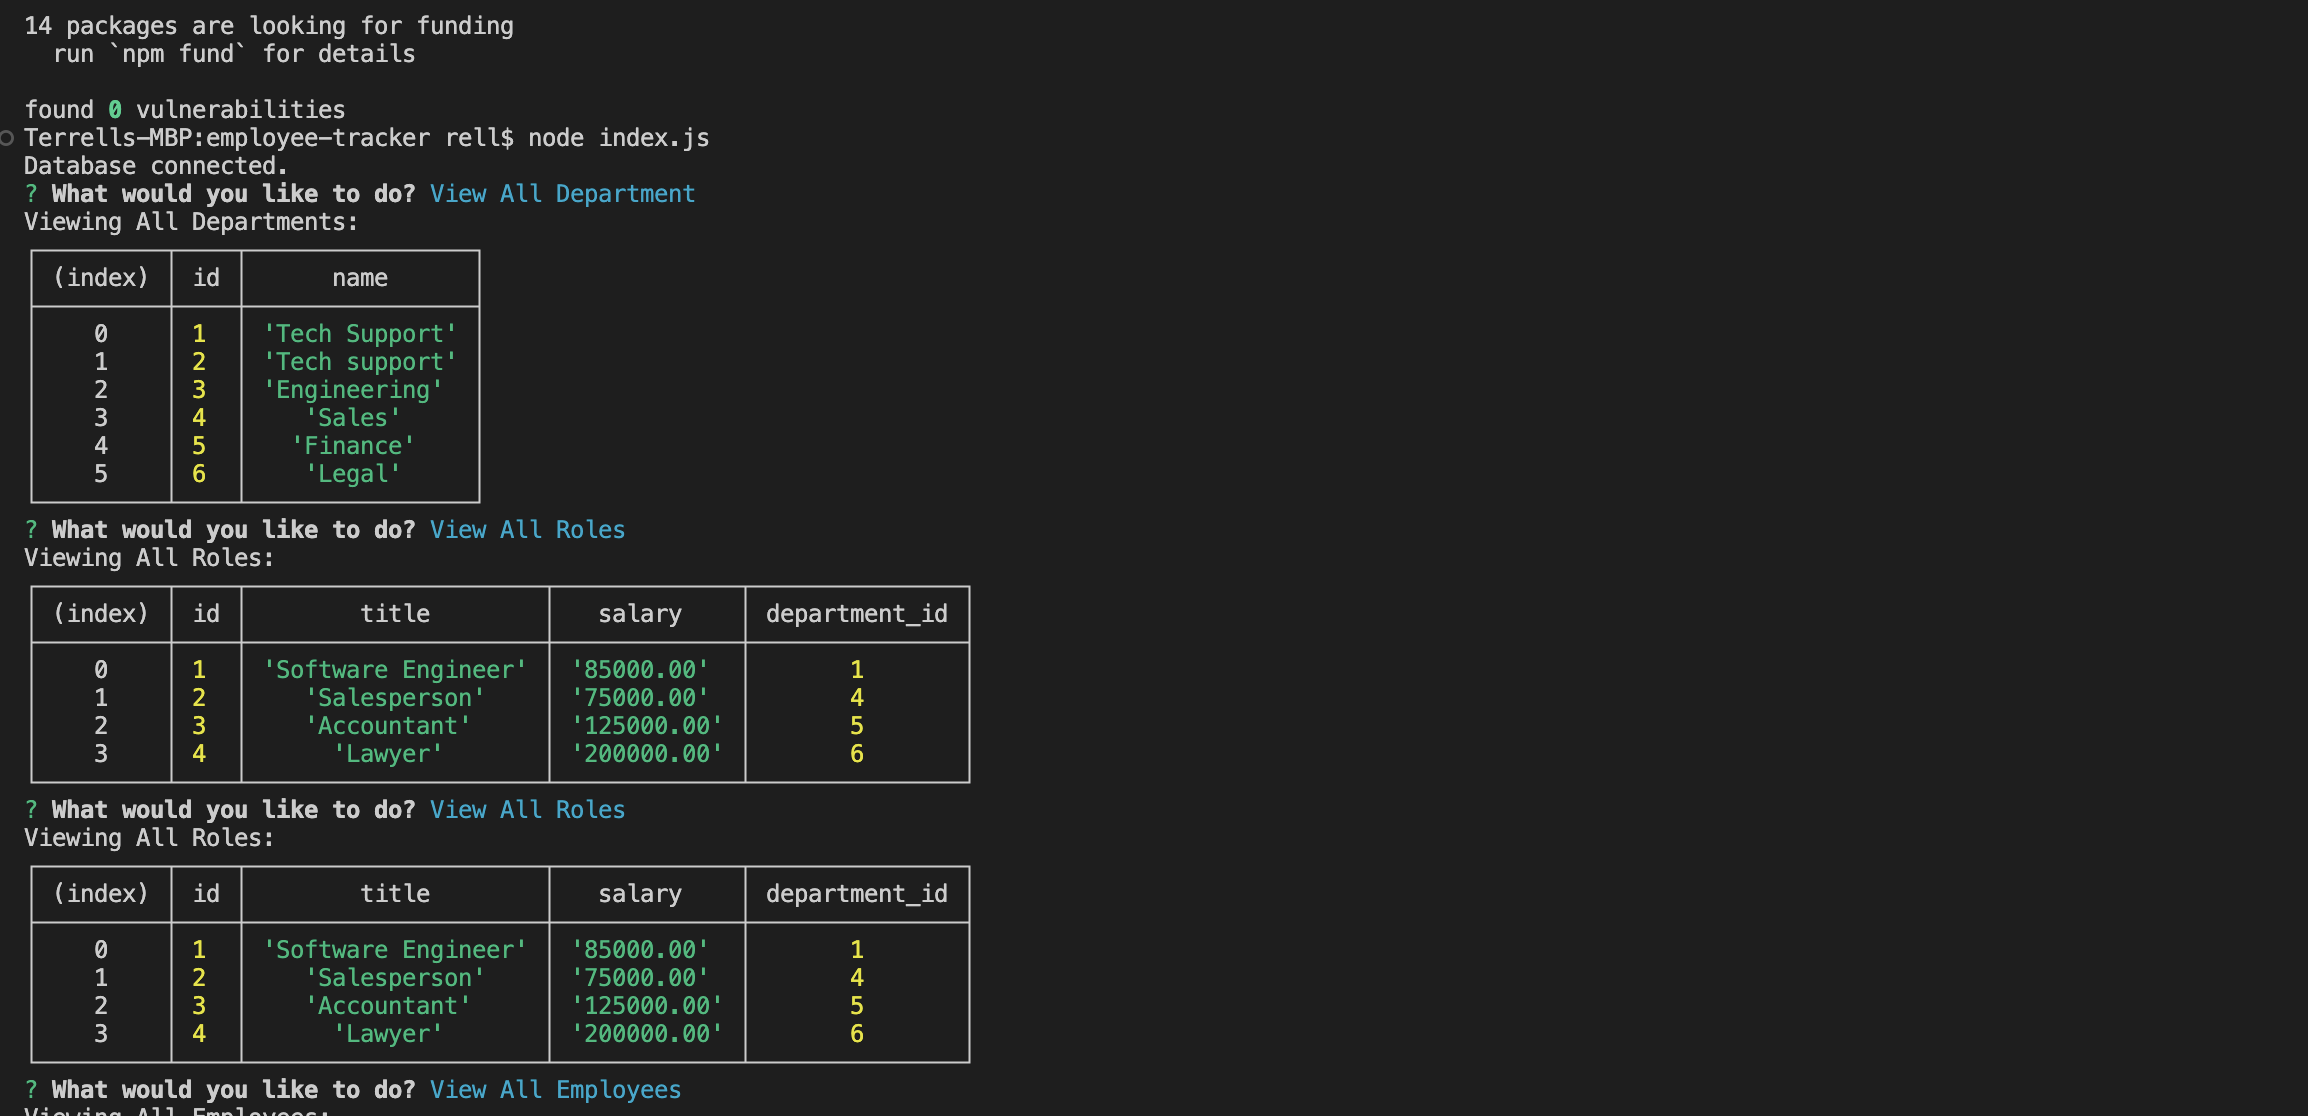 14 packages are looking for funding
  run `npm fund` for details
found 0 vulnerabilities
Terrells-MBP:employee-tracker rell$ node index.js
Database connected.
? What would you like to do? View All Department
Viewing All Departments:
(index) id name
0 1 'Tech Support'
1 2 'Tech support'
2 3 'Engineering'
3 4 'Sales'
4 5 'Finance'
5 6 'Legal'
? What would you like to do? View All Roles
Viewing All Roles:
(index) id title salary department_id
0 1 'Software Engineer' '85000.00' 1
1 2 'Salesperson' '75000.00' 4
2 3 'Accountant' '125000.00' 5
3 4 'Lawyer' '200000.00' 6
? What would you like to do? View All Roles
Viewing All Roles:
(index) id title salary department_id
0 1 'Software Engineer' '85000.00' 1
1 2 'Salesperson' '75000.00' 4
2 3 'Accountant' '125000.00' 5
3 4 'Lawyer' '200000.00' 6
? What would you like to do? View All Employees
Viewing All Employees: